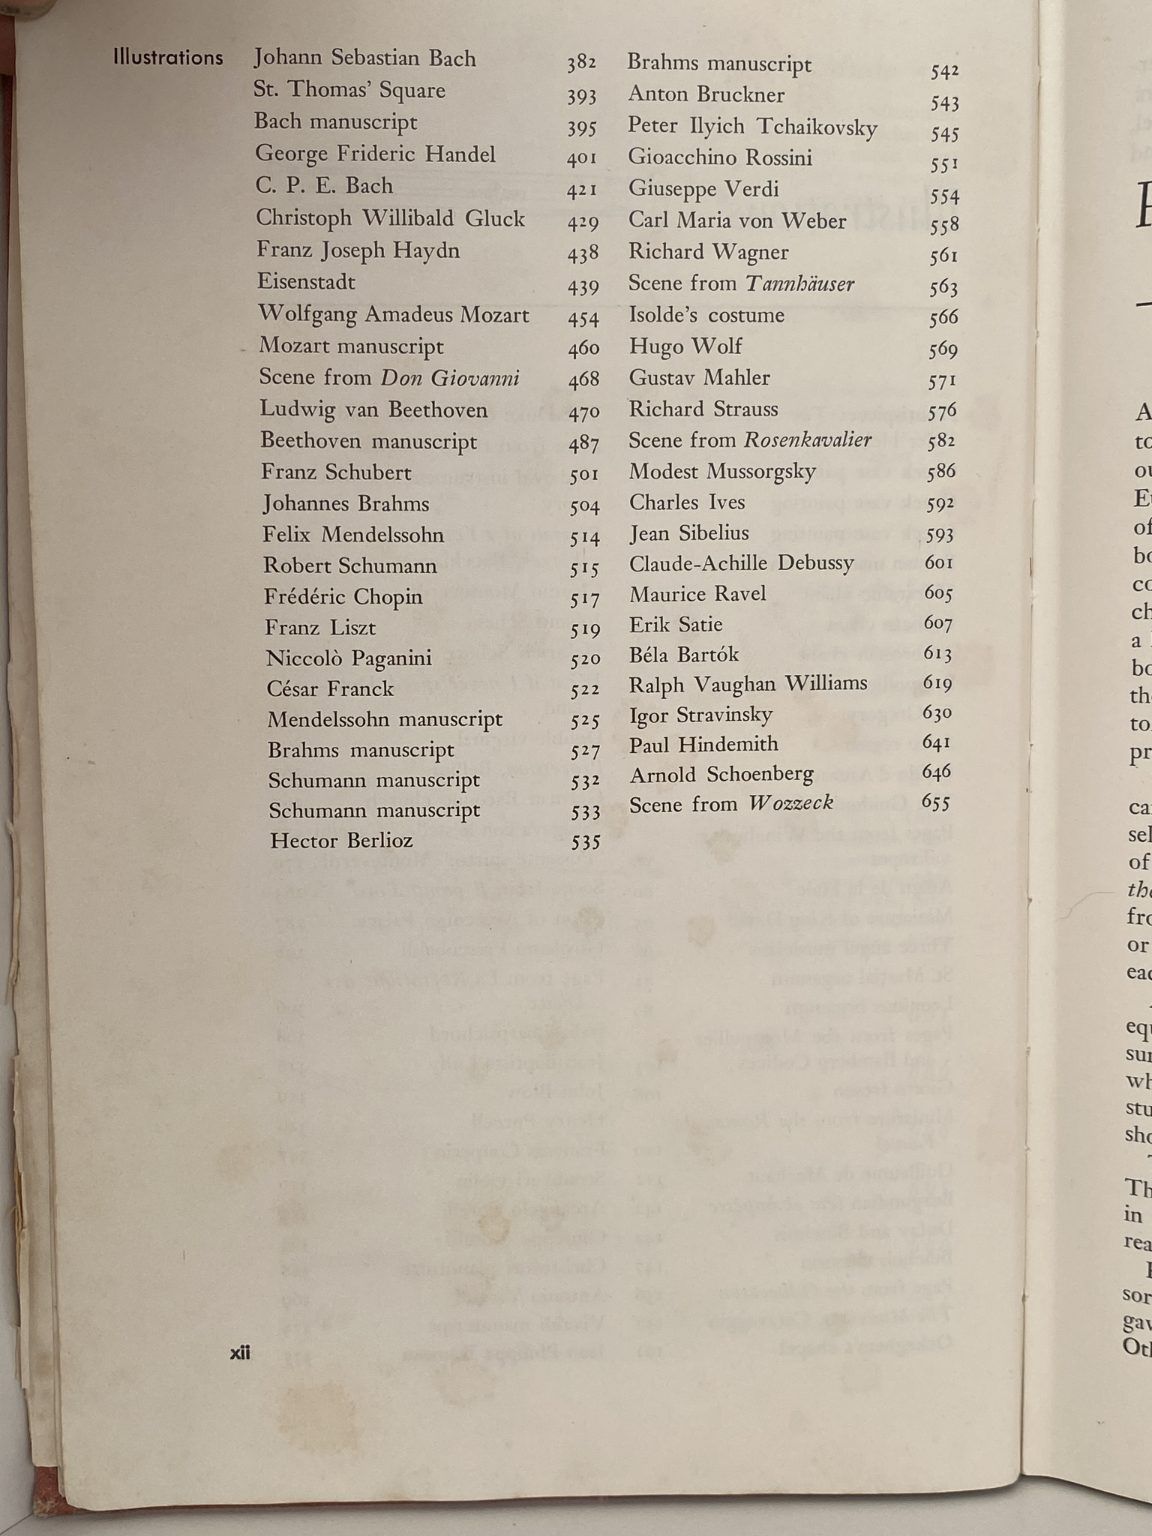 Illustrations
Johann Sebastian Bach 382
St. Thomas' Square 393
Bach manuscript 395
George Frideric Handel 401
C. P. E. Bach 421
Christoph Willibald Gluck 429
Franz Joseph Haydn 438
Eisenstadt 439
Wolfgang Amadeus Mozart 454
Mozart manuscript 460
Scene from Don Giovanni 468
Ludwig van Beethoven 470
Beethoven manuscript 487
Franz Schubert 501
Johannes Brahms 504
Felix Mendelssohn 514
Robert Schumann 515
Frédéric Chopin 517
Franz Liszt 519
Niccolò Paganini 520
César Franck 522
Mendelssohn manuscript 525
Brahms manuscript 527
Schumann manuscript 532
Schumann manuscript 533
Hector Berlioz 535
Brahms manuscript 542
Anton Bruckner 543
Peter Ilyich Tchaikovsky 545
Gioacchino Rossini 551
Giuseppe Verdi 554
Carl Maria von Weber 558
Richard Wagner 561
Scene from Tannhäuser 563
Isolde's costume 566
Hugo Wolf 569
Gustav Mahler 571
Richard Strauss 576
Scene from Rosenkavalier 582
Modest Mussorgsky 586
Charles Ives 592
Jean Sibelius 593
Claude-Achille Debussy 601
Maurice Ravel 605
Erik Satie 607
Béla Bartók 613
Ralph Vaughan Williams 619
Igor Stravinsky 630
Paul Hindemith 641
Arnold Schoenberg 646
Scene from Wozzeck 655
xii